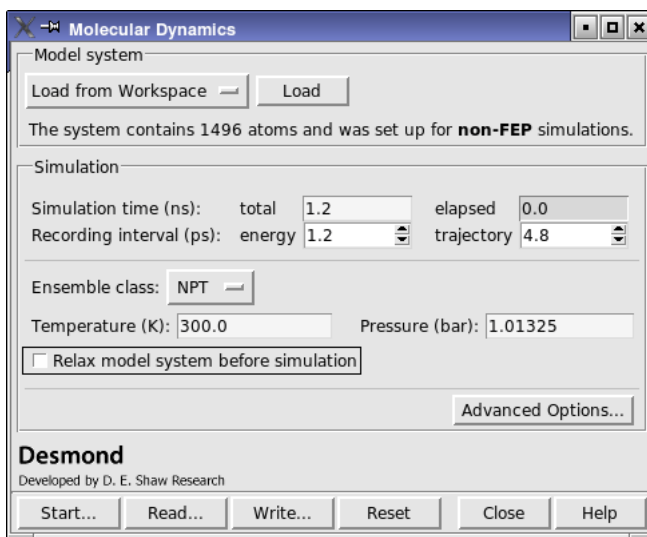 Molecular Dynamics
Model system
Load from Workspace Load
The system contains 1496 atoms and was set up for non-FEP simulations.
Simulation
Simulation time (ns): total 1.2 elapsed 0.0
Recording interval (ps): energy 1.2 trajectory 4.8
Ensemble class: NPT
Temperature (K): 300.0 Pressure (bar): 1.01325
Relax model system before simulation
Advanced Options...
Desmond
Developed by D. E. Shaw Research
Start... Read... Write... Reset Close Help